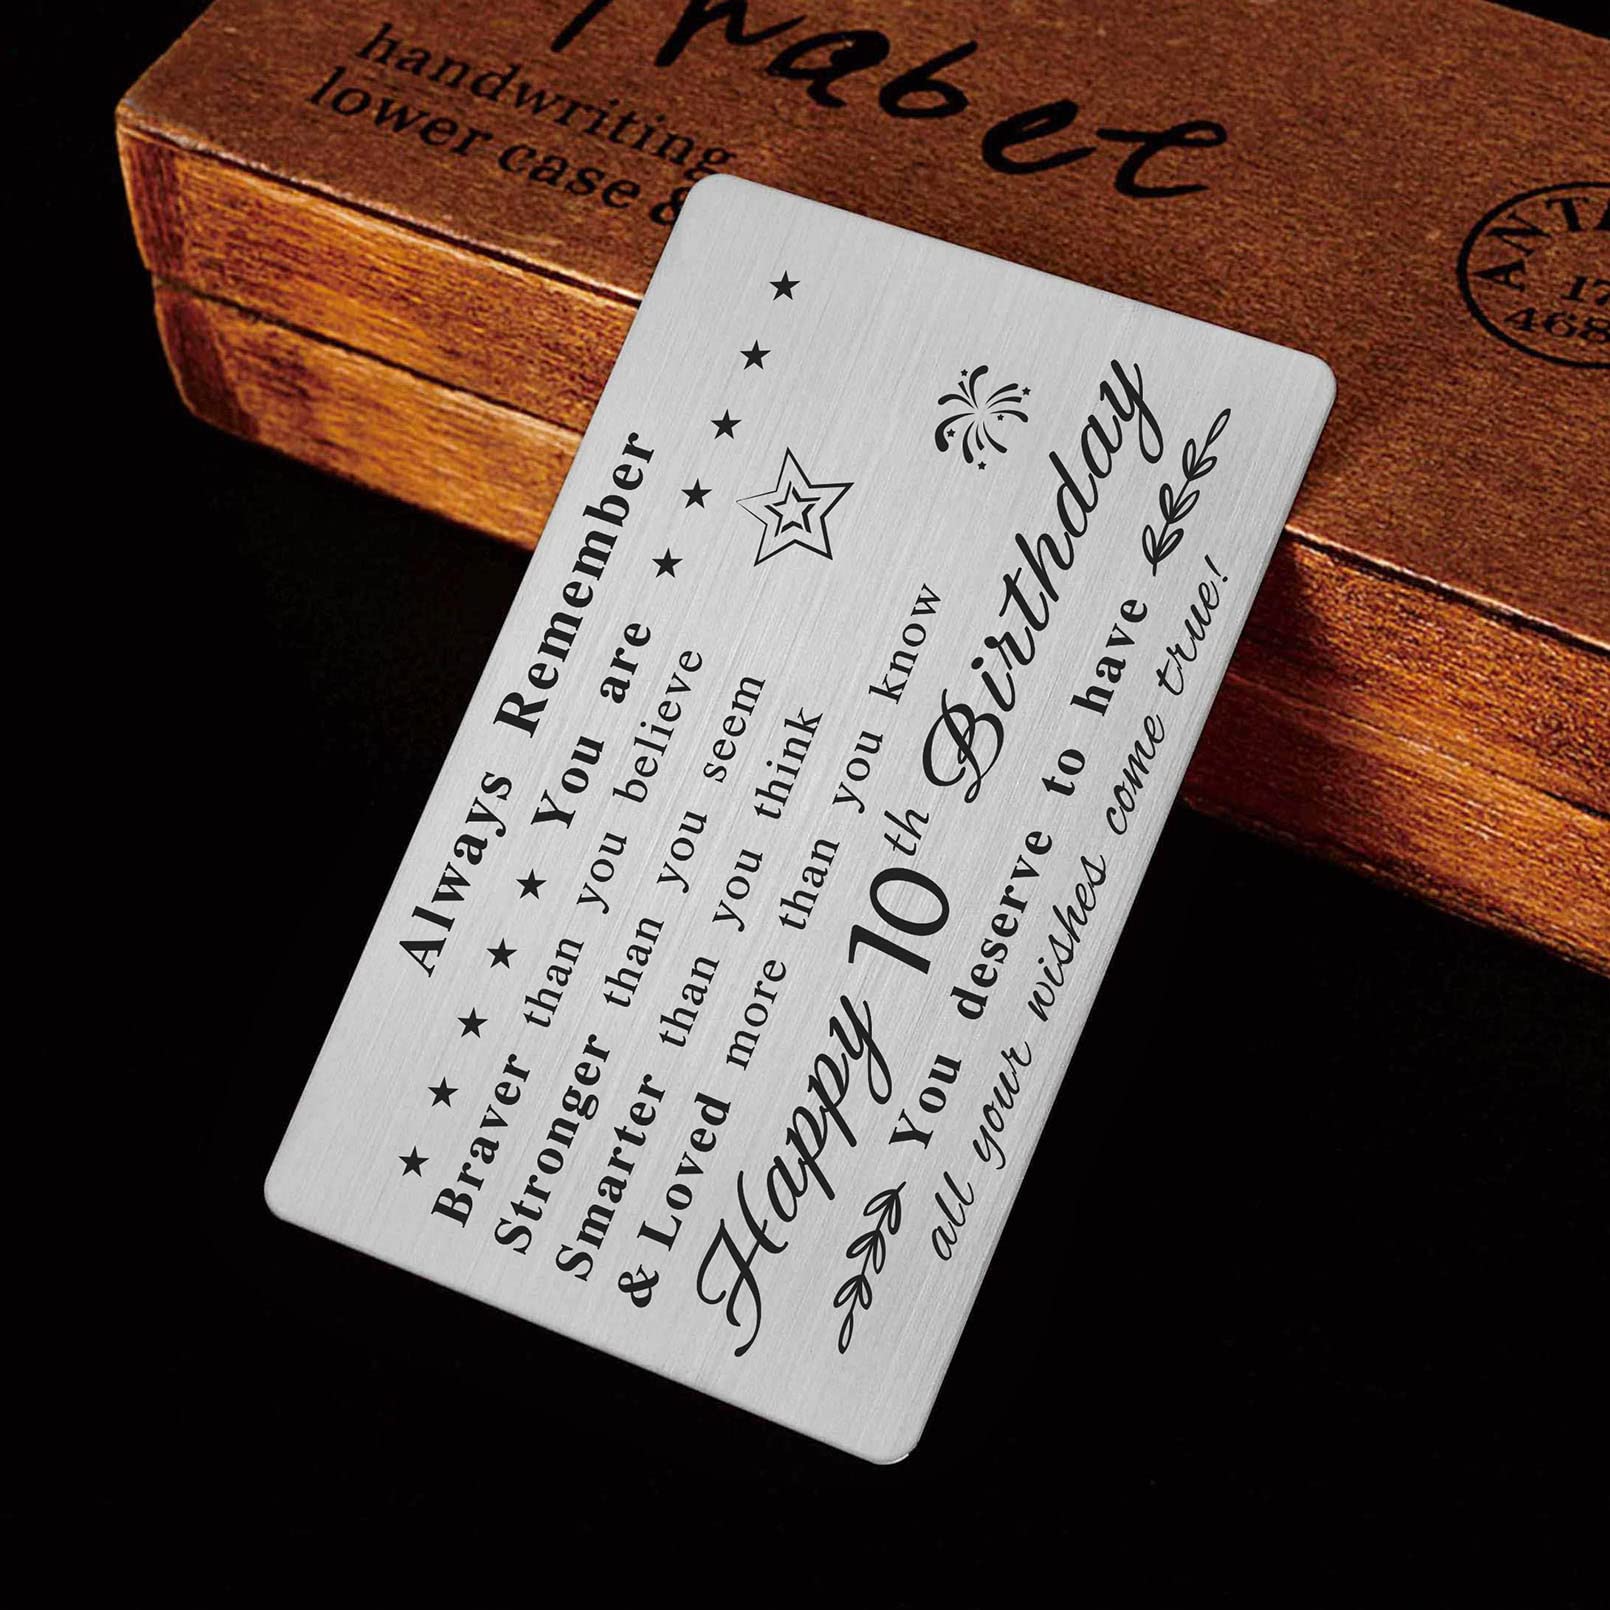 handwriting
lower case &
Always Remember
You are
Braver than you believe
Stronger than you seem
Smarter than you think
& Loved more than you know
Happy 10th Birthday
You deserve to have
all your wishes come true!